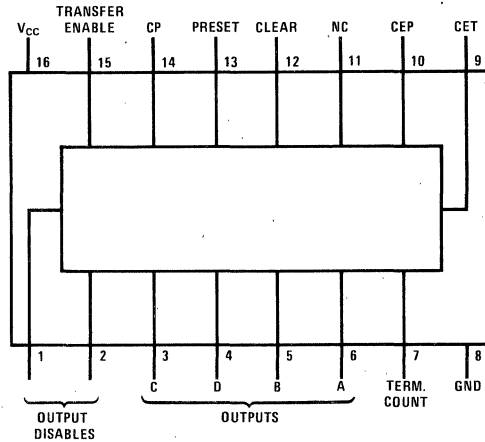 TRANSFER
VCC ENABLE CP PRESET CLEAR NC CEP CET
16 15 14 13 12 11 10 9
1 2 3 4 5 6 7 8
C D B A TERM. GND
COUNT
OUTPUT OUTPUTS
DISABLES